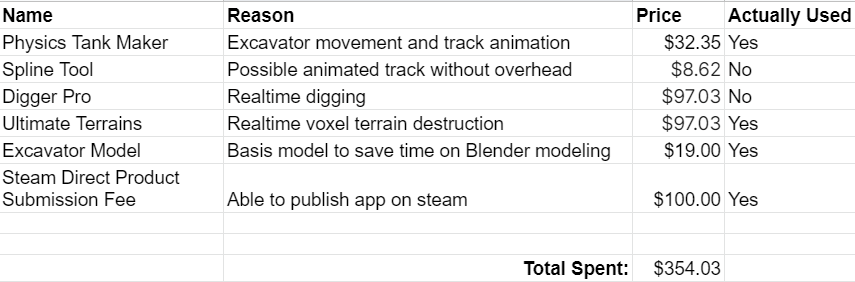 Name Reason Price Actually Used
Physics Tank Maker Excavator movement and track animation $32.35 Yes
Spline Tool Possible animated track without overhead $8.62 No
Digger Pro Realtime digging $97.03 No
Ultimate Terrains Realtime voxel terrain destruction $97.03 Yes
Excavator Model Basis model to save time on Blender modeling $19.00 Yes
Steam Direct Product
Submission Fee Able to publish app on steam $100.00 Yes
Total Spent: $354.03